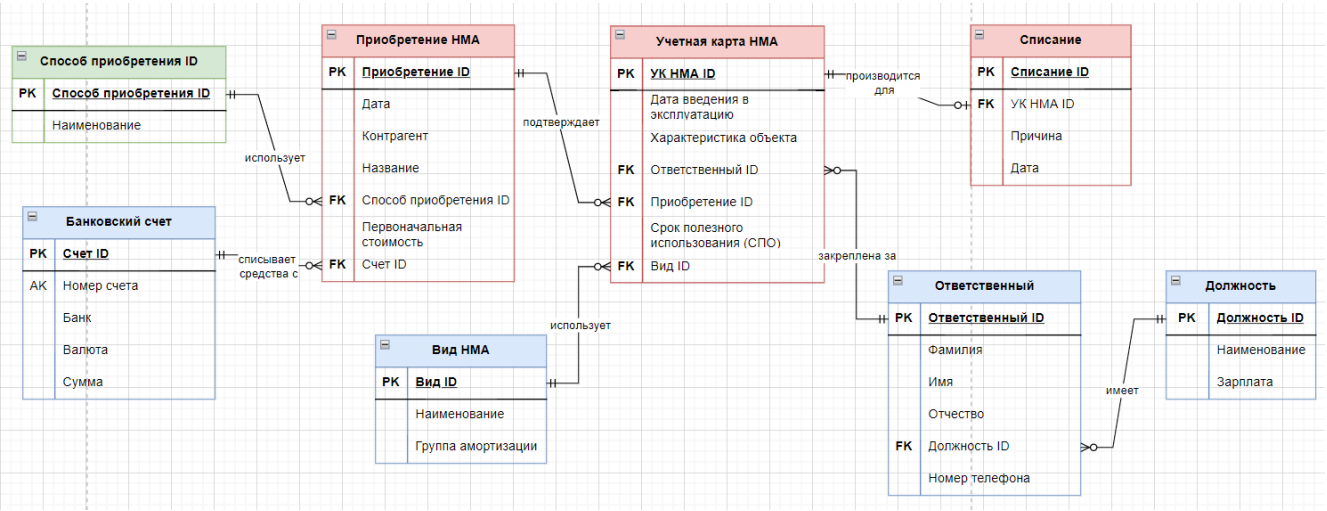 Способ приобретения ID
PK Способ приобретения ID
Наименование
использует
Приобретение НМА
PK Приобретение ID
Дата
Контрагент
Название
FK Способ приобретения ID
Первоначальная
стоимость
FK Счет ID
подтверждает
Учетная карта НМА
PK УК НМА ID
Дата введения в
эксплуатацию
Характеристика объекта
FK Ответственный ID
FK Приобретение ID
Срок полезного
использования (СПО)
FK Вид ID
производится
для
Списание
PK Списание ID
FK УК НМА ID
Причина
Дата
Банковский счет
PK Счет ID
AK Номер счета
Банк
Валюта
Сумма
списывает
средства с
Вид НМА
PK Вид ID
Наименование
Группа амортизации
использует
закреплена за
Ответственный
PK Ответственный ID
Фамилия
Имя
Отчество
FK Должность ID
Номер телефона
имеет
Должность
PK Должность ID
Наименование
Зарплата